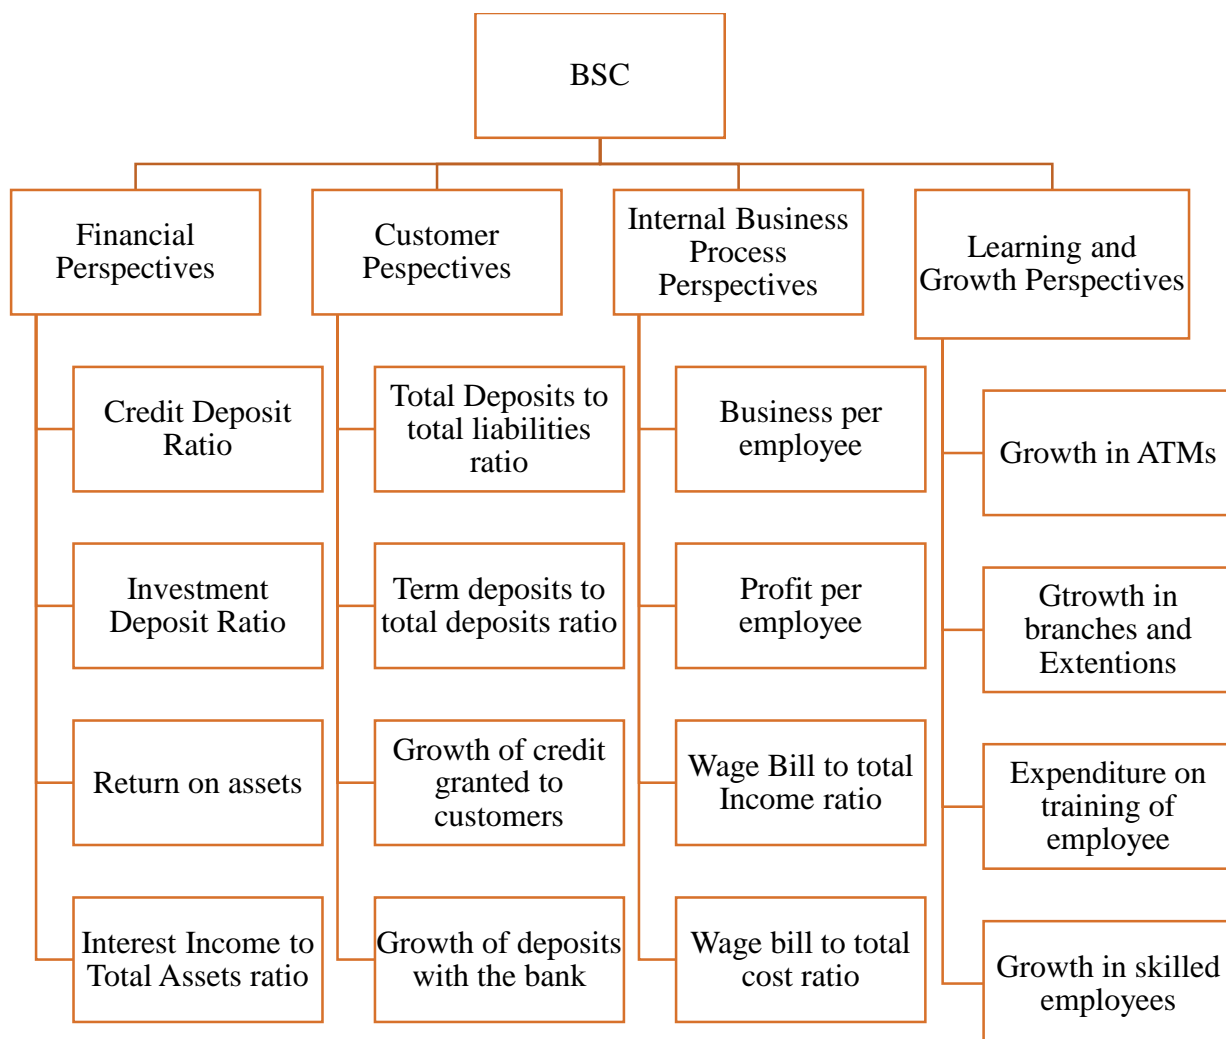 BSC
Financial
Perspectives
Customer
Pespectives
Internal Business
Process
Perspectives
Learning and
Growth Perspectives
Credit Deposit
Ratio
Investment
Deposit Ratio
Return on assets
Interest Income to
Total Assets ratio
Total Deposits to
total liabilities
ratio
Term deposits to
total deposits ratio
Growth of credit
granted to
customers
Growth of deposits
with the bank
Business per
employee
Profit per
employee
Wage Bill to total
Income ratio
Wage bill to total
cost ratio
Growth in ATMs
Gtrowth in
branches and
Extentions
Expenditure on
training of
employee
Growth in skilled
employees